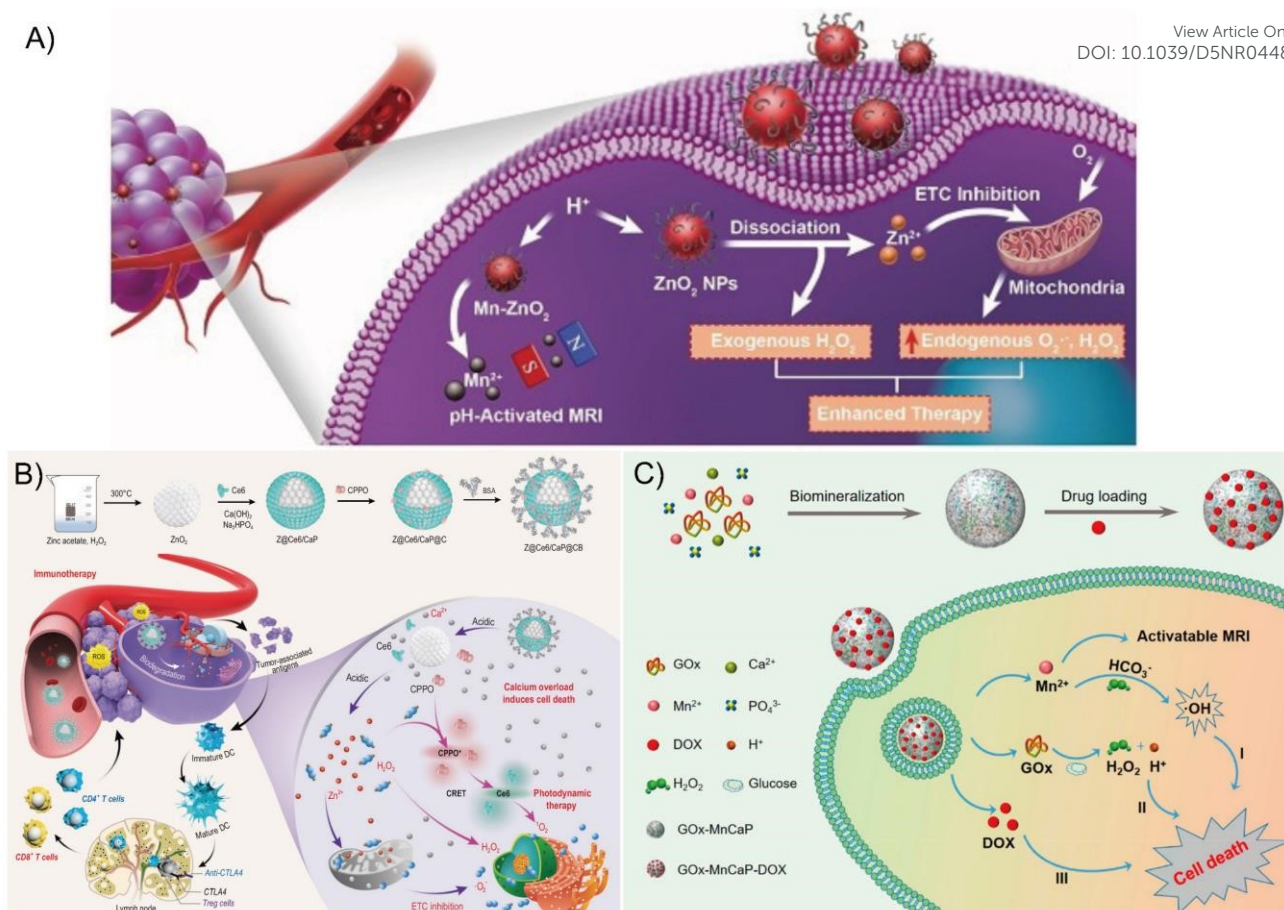 View Article On
DOI: 10.1039/D5NR0448
A)
H⁺
O₂
ETC Inhibition
Dissociation
Zn²⁺
Mn-ZnO₂
ZnO₂ NPs
Mitochondria
Exogenous H₂O₂
Endogenous O₂·⁻, H₂O₂
S
N
Mn²⁺
pH-Activated MRI
Enhanced Therapy
B)
300°C
Ce6
Ca(OH)₂
Na₂HPO₄
CPPO
BSA
Zinc acetate, H₂O₂
ZnO₂
Z@Ce6/CaP
Z@Ce6/CaP@C
Z@Ce6/CaP@CB
Immunotherapy
ROS
ROS
Biodegradation
Tumor-associated
antigens
Immature DC
Mature DC
CD4⁺ T cells
CD8⁺ T cells
Anti-CTLA4
CTLA4
Treg cells
Lymph node
Ca²⁺
Acidic
Ce6
CPPO
Acidic
Calcium overload
induces cell death
CPPO*
H₂O₂
Zn²⁺
CRET
Ce6
Photodynamic
therapy
¹O₂
H₂O₂
·O₂⁻
ETC inhibition
C)
Biomineralization
Drug loading
GOx
Ca²⁺
Mn²⁺
PO₄³⁻
DOX
H⁺
H₂O₂
Glucose
GOx-MnCaP
GOx-MnCaP-DOX
Activatable MRI
Mn²⁺
HCO₃⁻
·OH
GOx
H₂O₂
+
H⁺
I
II
DOX
III
Cell death